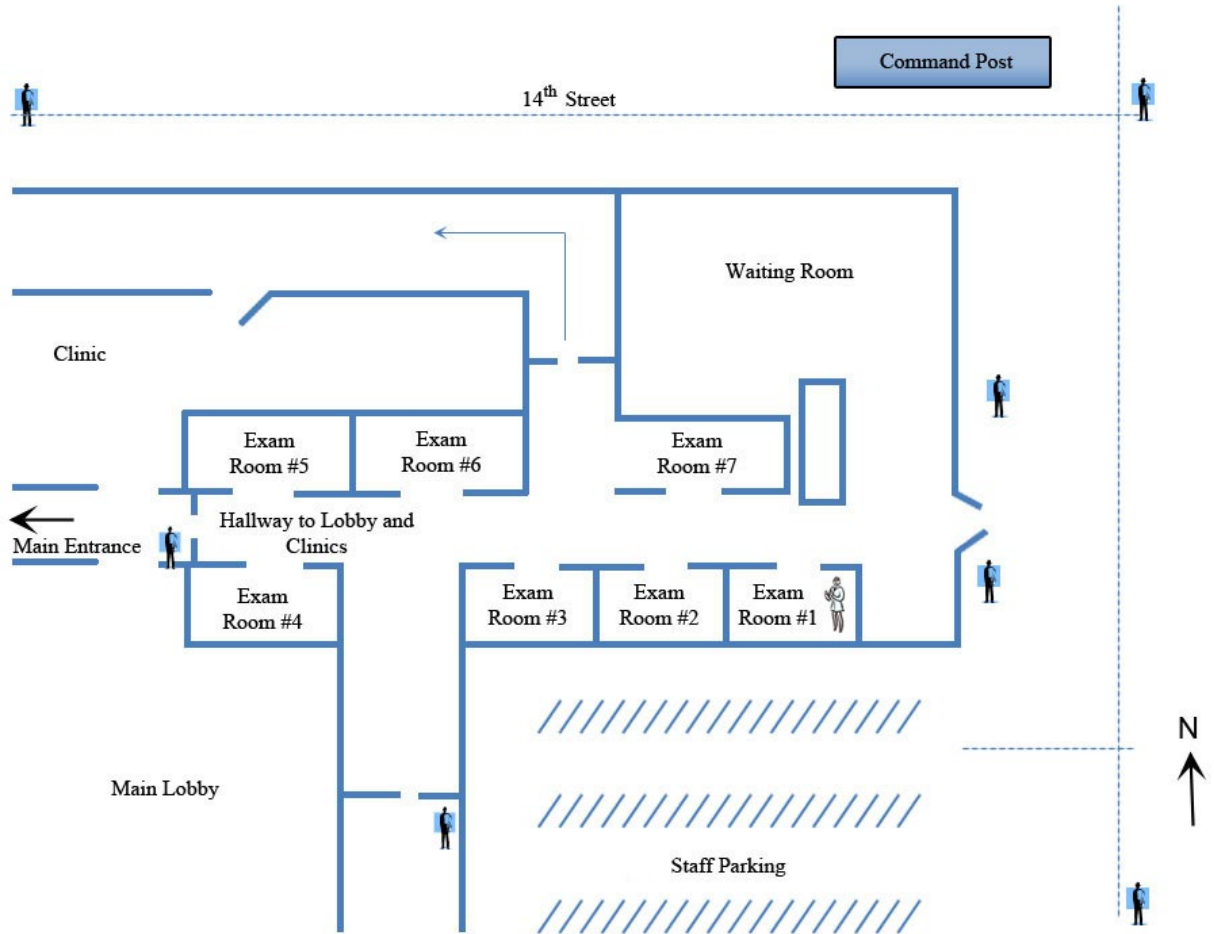 Command Post
14th Street
Waiting Room
Clinic
Exam
Room #5
Exam
Room #6
Exam
Room #7
Hallway to Lobby and
Clinics
Main Entrance
Exam
Room #4
Exam
Room #3
Exam
Room #2
Exam
Room #1
N
Main Lobby
Staff Parking